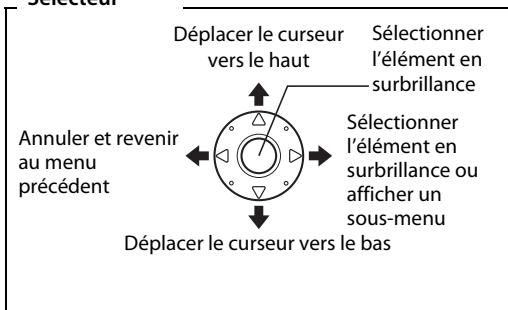 Sélecteur
Déplacer le curseur
vers le haut
Sélectionner
l'élément en
surbrillance
Annuler et revenir
au menu
précédent
Sélectionner
l'élément en
surbrillance ou
afficher un
sous-menu
Déplacer le curseur vers le bas